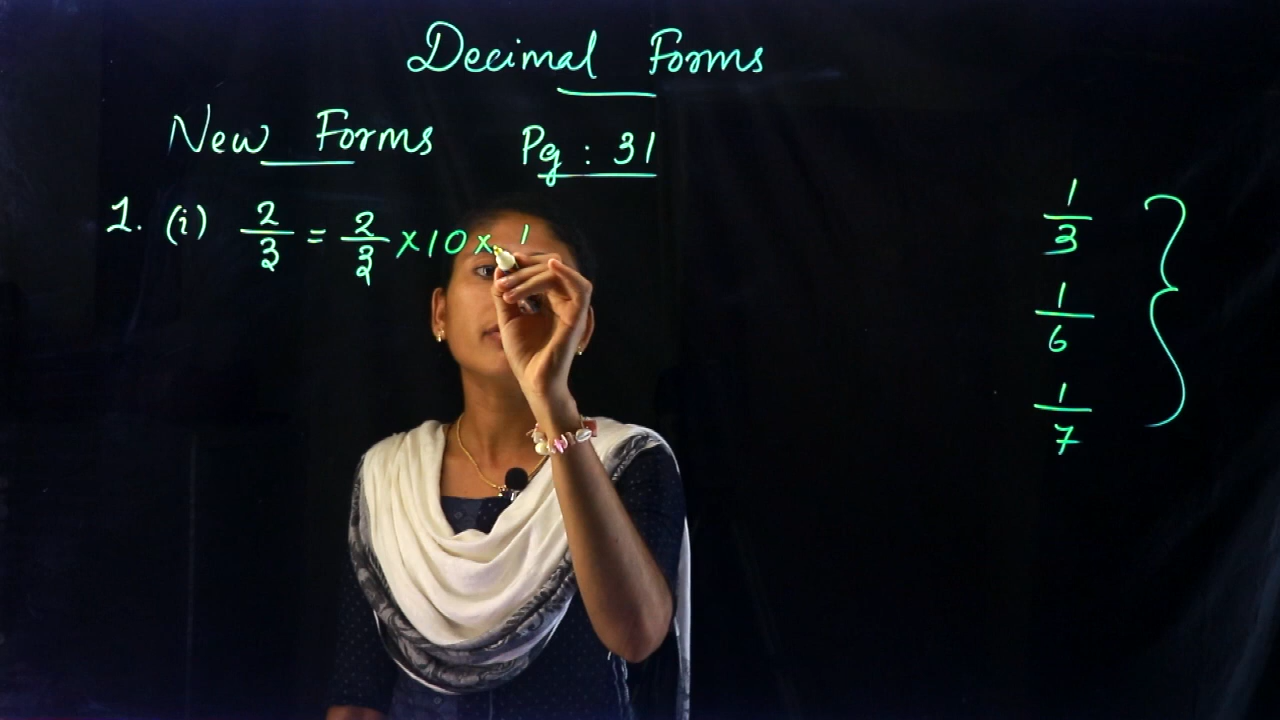 Decimal Forms
New Forms Pg : 31
1. (i) 2/3 = 2/3 × 10 × 1
1/3
1/6
1/7